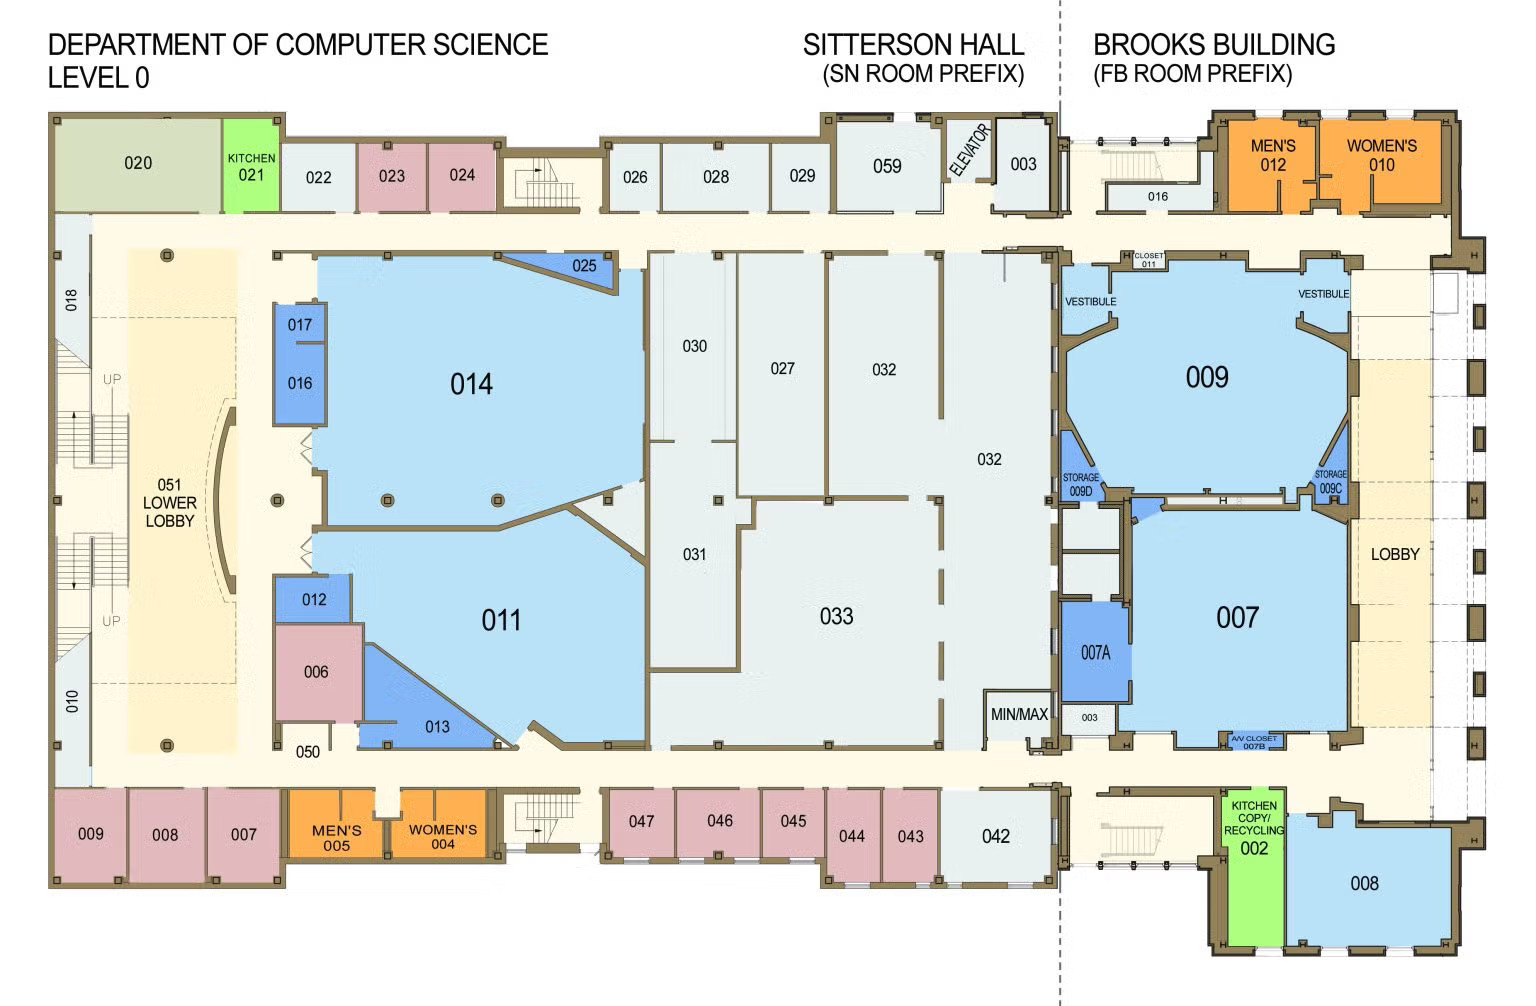 DEPARTMENT OF COMPUTER SCIENCE
LEVEL 0
SITTERSON HALL
(SN ROOM PREFIX)
BROOKS BUILDING
(FB ROOM PREFIX)
020
KITCHEN
021
022
023
024
026
028
029
059
ELEVATOR
003
016
MEN'S
012
WOMEN'S
010
018
017
016
025
014
030
027
032
032
CLOSET
011
VESTIBULE
VESTIBULE
009
STORAGE
009D
STORAGE
009C
UP
051
LOWER
LOBBY
UP
012
011
006
013
050
010
031
033
MIN/MAX
007A
003
007
A/V CLOSET
007B
LOBBY
009
008
007
MEN'S
005
WOMEN'S
004
047
046
045
044
043
042
KITCHEN
COPY/
RECYCLING
002
008